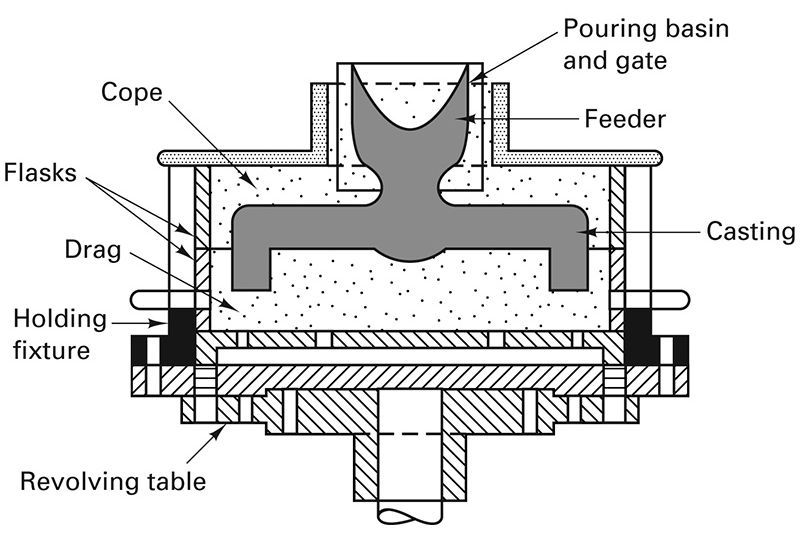 Pouring basin
and gate
Cope
Feeder
Flasks
Casting
Drag
Holding
fixture
Revolving table